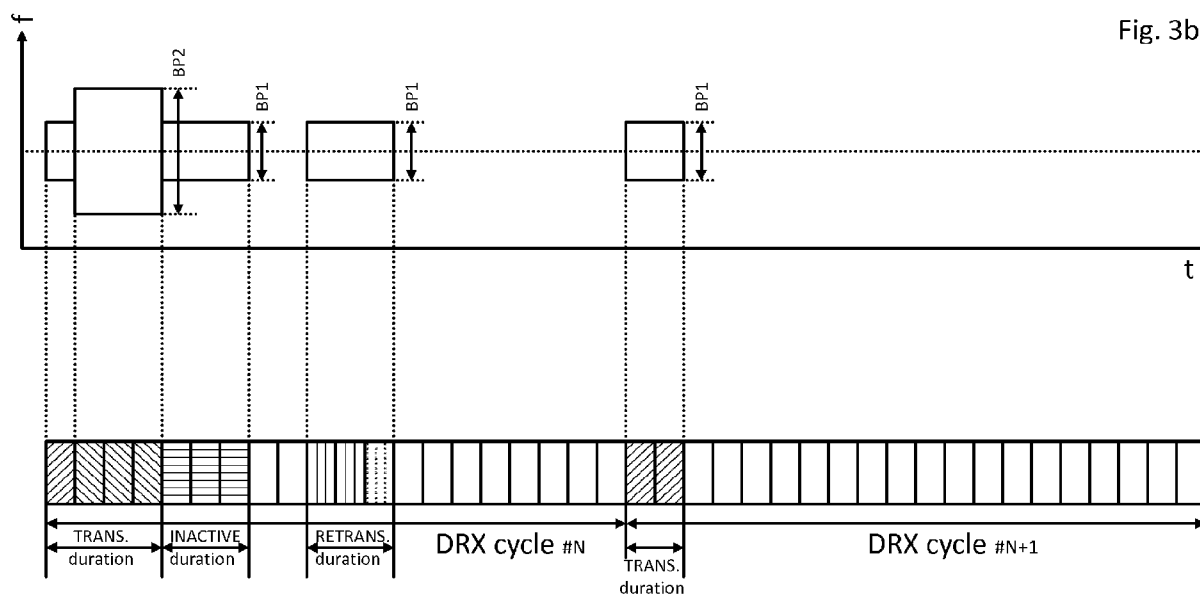 f
Fig. 3b
BP2
BP1
BP1
BP1
t
TRANS.
duration
INACTIVE
duration
RETRANS.
duration
DRX cycle #N
TRANS.
duration
DRX cycle #N+1